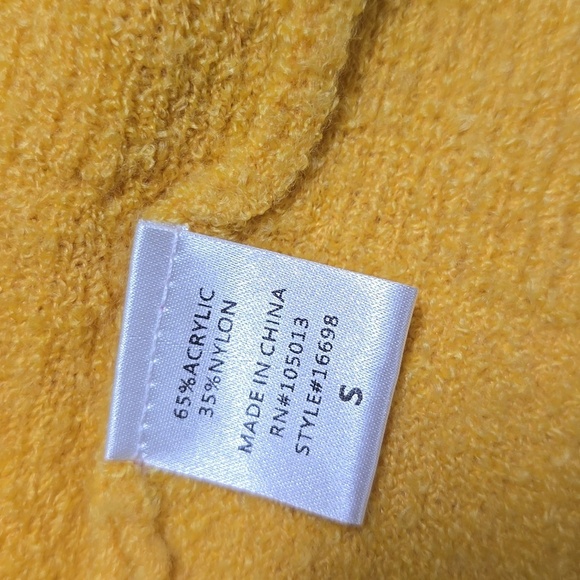 65%ACRYLIC
35%NYLON
MADE IN CHINA
RN#105013
STYLE#16698
S